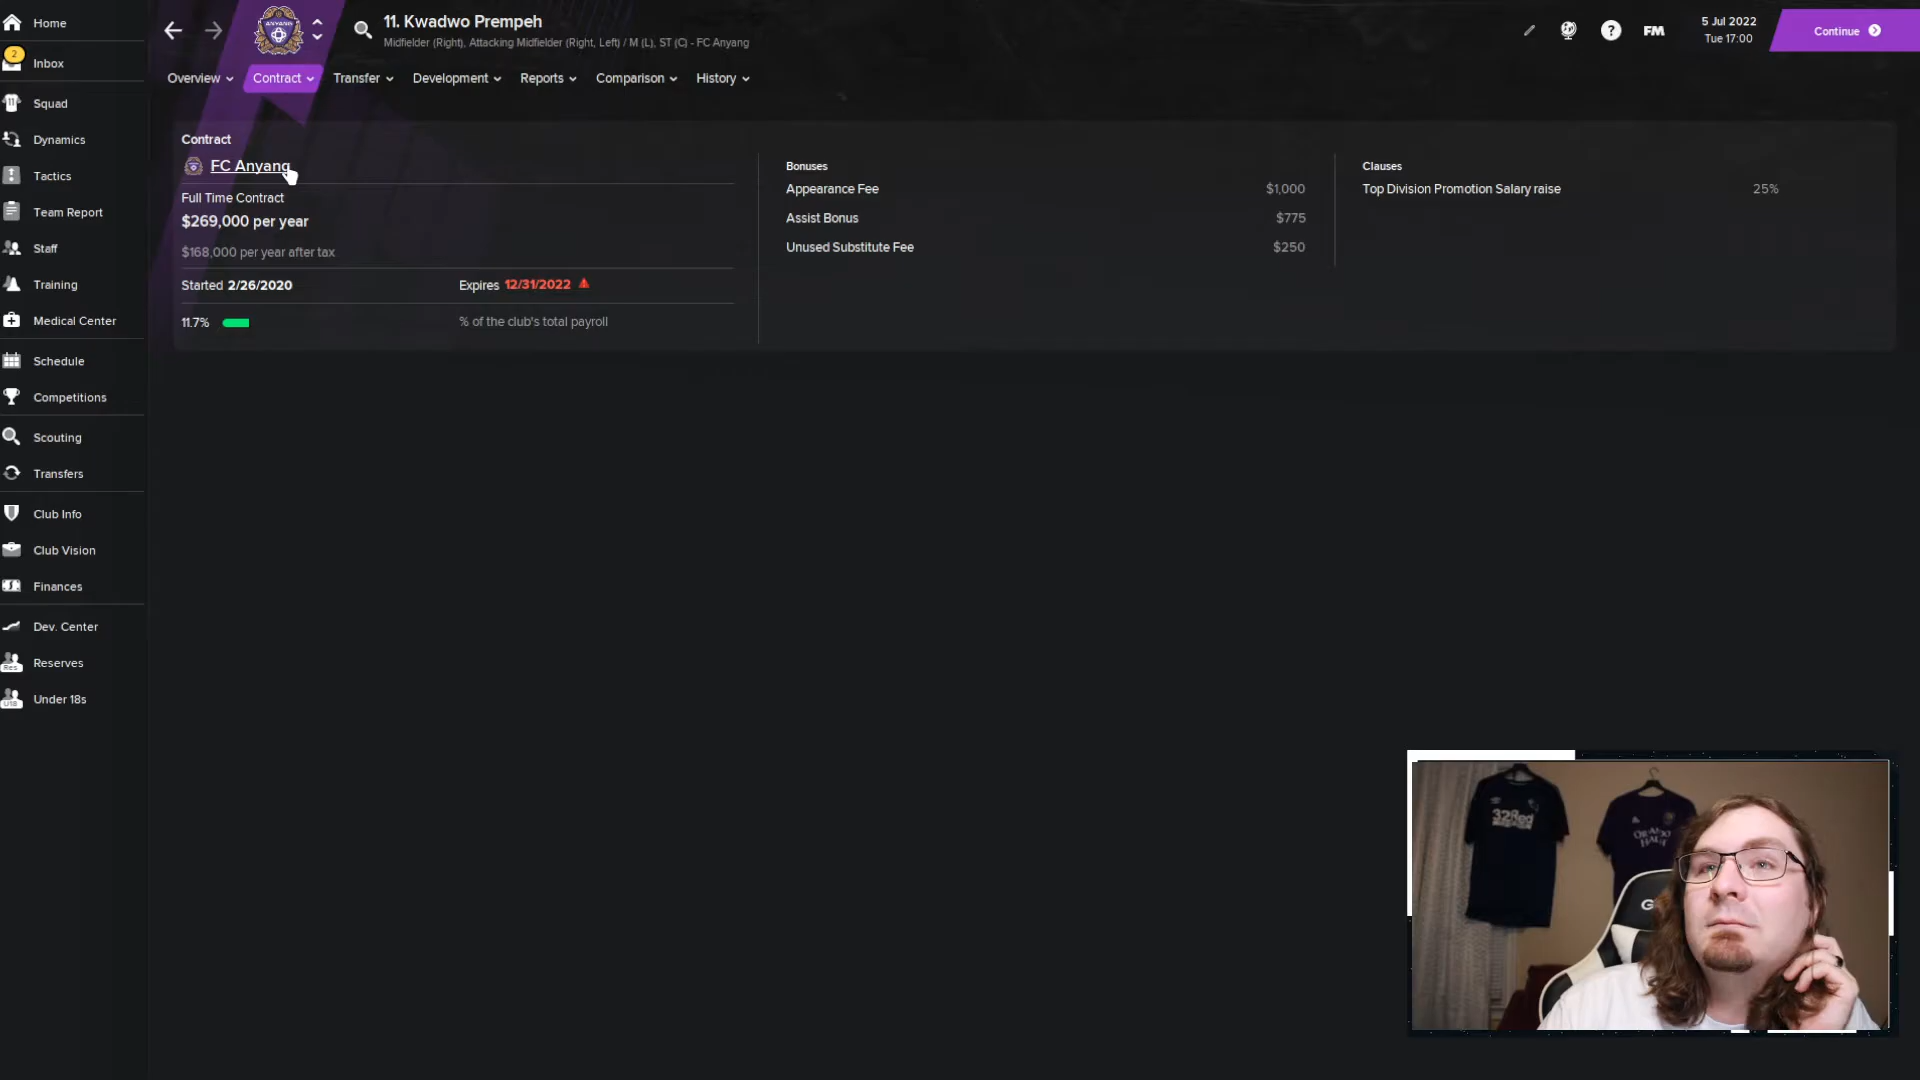 Home
2
Inbox
Squad
Dynamics
Tactics
Team Report
Staff
Training
Medical Center
Schedule
Competitions
Scouting
Transfers
Club Info
Club Vision
Finances
Dev. Center
Res
Reserves
U18
Under 18s
ANYANG
11. Kwadwo Prempeh
Midfielder (Right), Attacking Midfielder (Right, Left) / M (L), ST (C) - FC Anyang
?
FM
5 Jul 2022
Tue 17:00
Continue
Overview
Contract
Transfer
Development
Reports
Comparison
History
Contract
FC Anyang
Full Time Contract
$269,000 per year
$168,000 per year after tax
Started 2/26/2020
Expires 12/31/2022
11.7%
% of the club's total payroll
Bonuses
Appearance Fee $1,000
Assist Bonus $775
Unused Substitute Fee $250
Clauses
Top Division Promotion Salary raise 25%
32Red